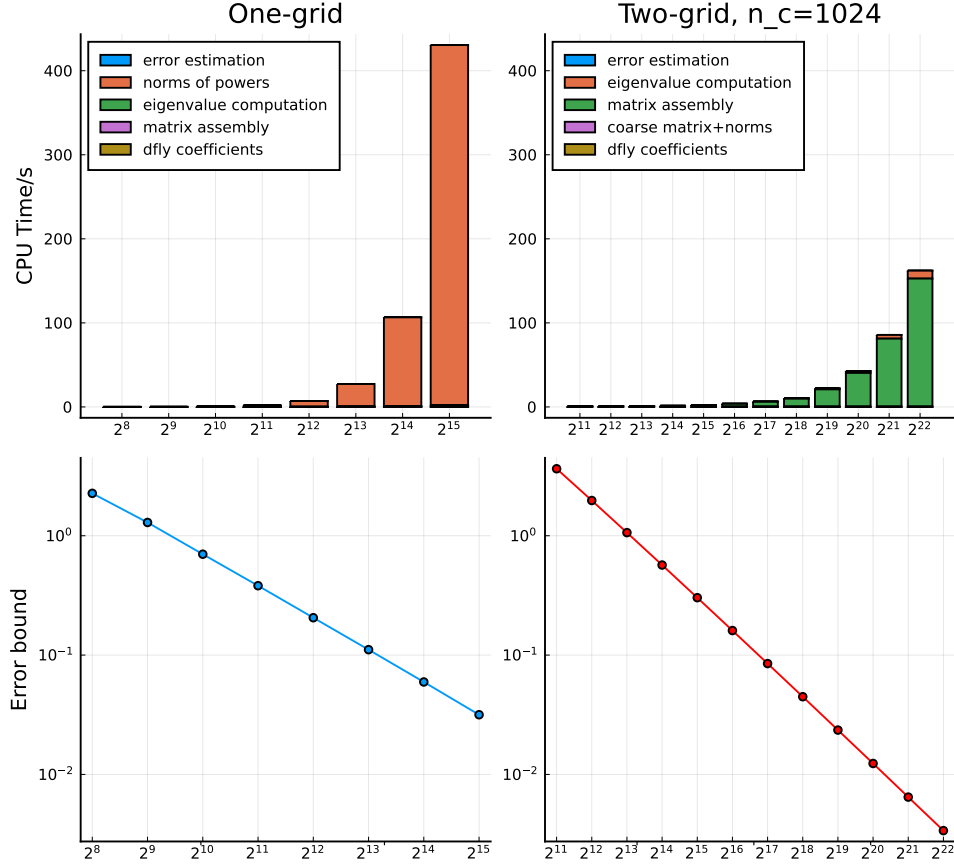 One-grid
error estimation
norms of powers
eigenvalue computation
matrix assembly
dfly coefficients
CPU Time/s
400
300
200
100
0
2^8 2^9 2^10 2^11 2^12 2^13 2^14 2^15
Two-grid, n_c=1024
error estimation
eigenvalue computation
matrix assembly
coarse matrix+norms
dfly coefficients
400
300
200
100
0
2^11 2^12 2^13 2^14 2^15 2^16 2^17 2^18 2^19 2^20 2^21 2^22
Error bound
10^0
10^−1
10^−2
2^8 2^9 2^10 2^11 2^12 2^13 2^14 2^15
10^0
10^−1
10^−2
2^11 2^12 2^13 2^14 2^15 2^16 2^17 2^18 2^19 2^20 2^21 2^22